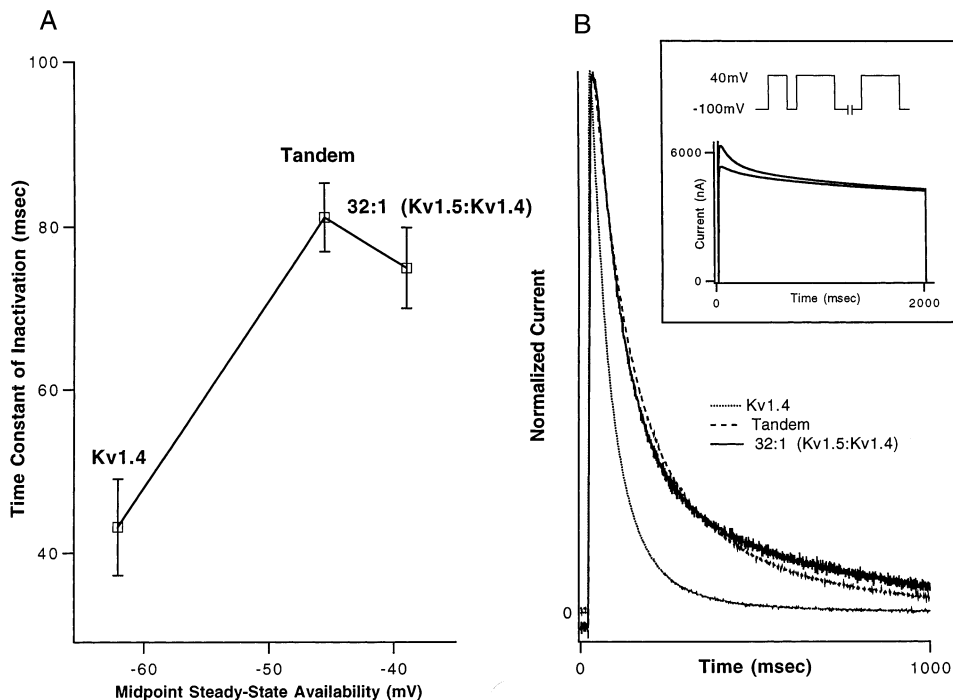 A
100
80
60
40
Time Constant of Inactivation (msec)
Tandem
32:1 (Kv1.5:Kv1.4)
Kv1.4
-60
-50
-40
Midpoint Steady-State Availability (mV)
B
Normalized Current
0
40mV
-100mV
6000
0
Current (nA)
0
2000
Time (msec)
Kv1.4
Tandem
32:1 (Kv1.5:Kv1.4)
0
1000
Time (msec)